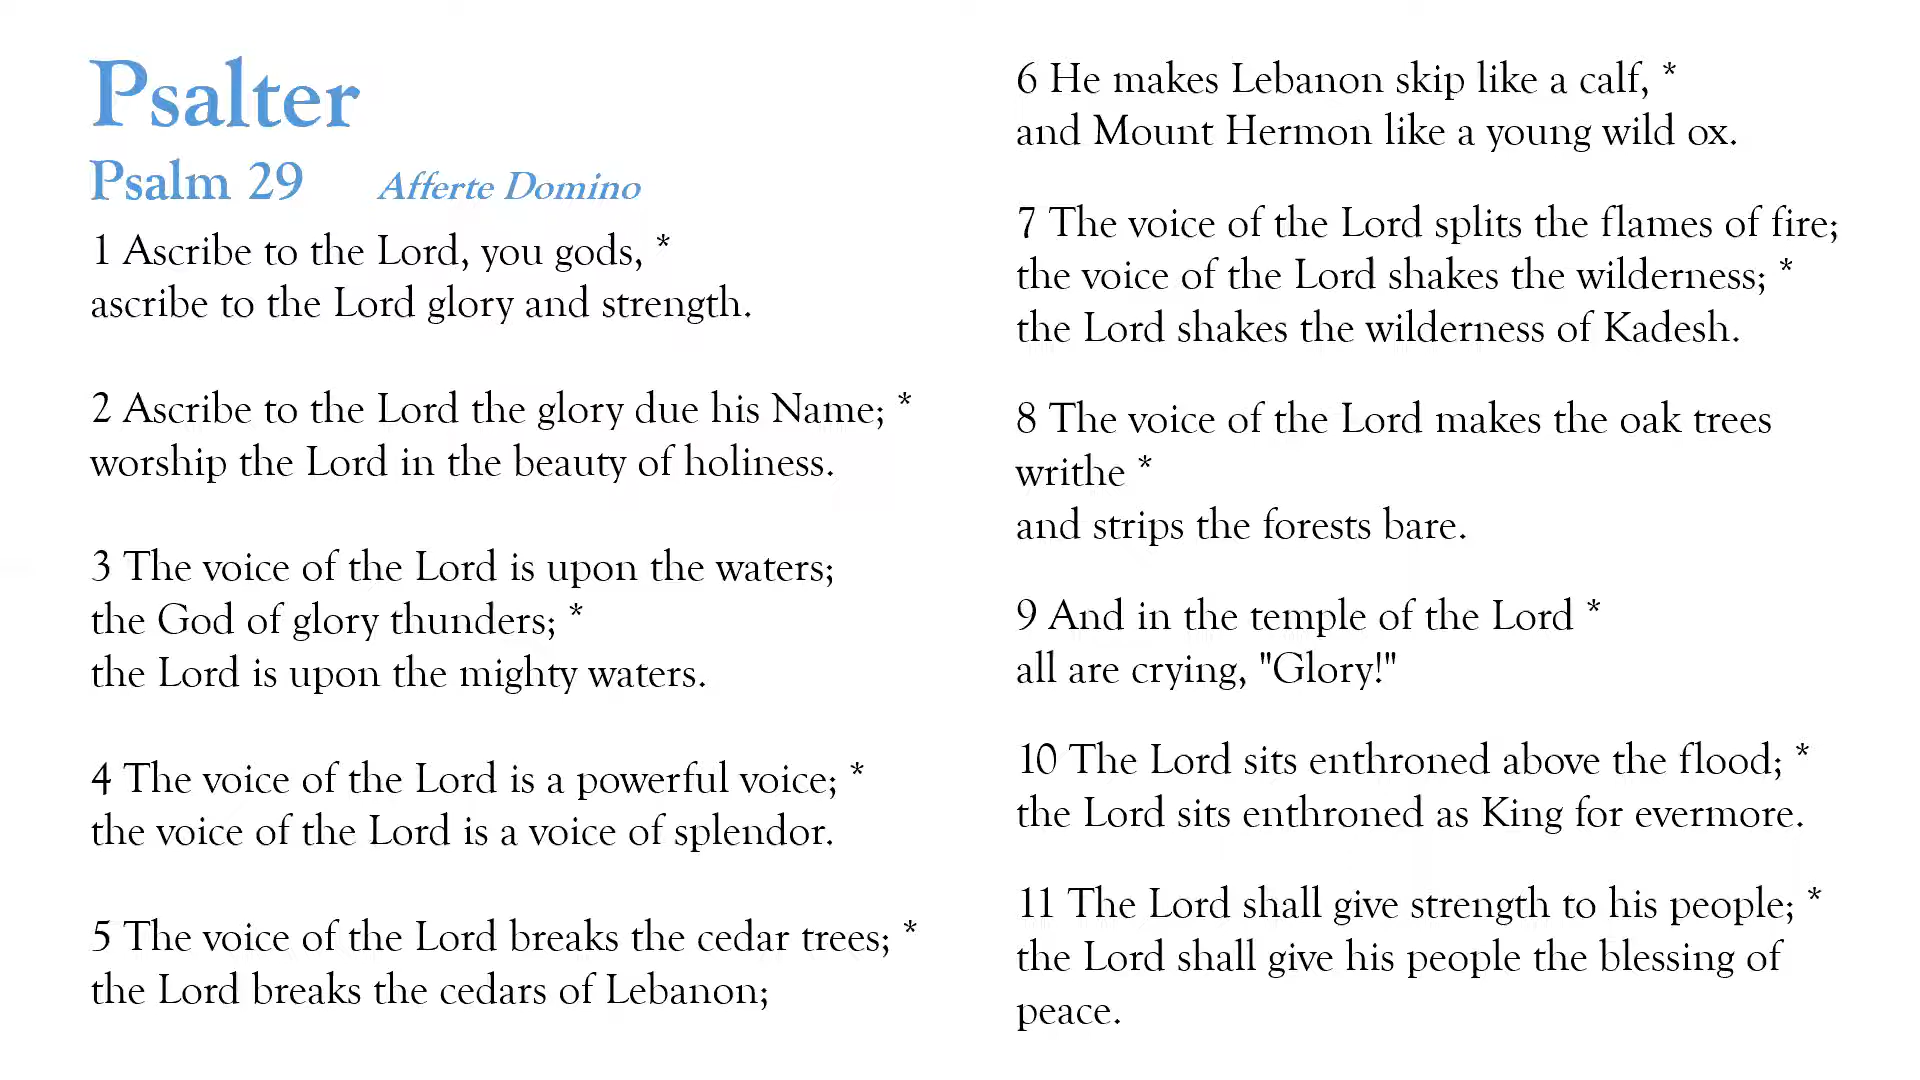 Psalter
Psalm 29 Afferte Domino
1 Ascribe to the Lord, you gods, *
ascribe to the Lord glory and strength.
2 Ascribe to the Lord the glory due his Name; *
worship the Lord in the beauty of holiness.
3 The voice of the Lord is upon the waters;
the God of glory thunders; *
the Lord is upon the mighty waters.
4 The voice of the Lord is a powerful voice; *
the voice of the Lord is a voice of splendor.
5 The voice of the Lord breaks the cedar trees; *
the Lord breaks the cedars of Lebanon;
6 He makes Lebanon skip like a calf, *
and Mount Hermon like a young wild ox.
7 The voice of the Lord splits the flames of fire;
the voice of the Lord shakes the wilderness; *
the Lord shakes the wilderness of Kadesh.
8 The voice of the Lord makes the oak trees
writhe *
and strips the forests bare.
9 And in the temple of the Lord *
all are crying, "Glory!"
10 The Lord sits enthroned above the flood; *
the Lord sits enthroned as King for evermore.
11 The Lord shall give strength to his people; *
the Lord shall give his people the blessing of
peace.